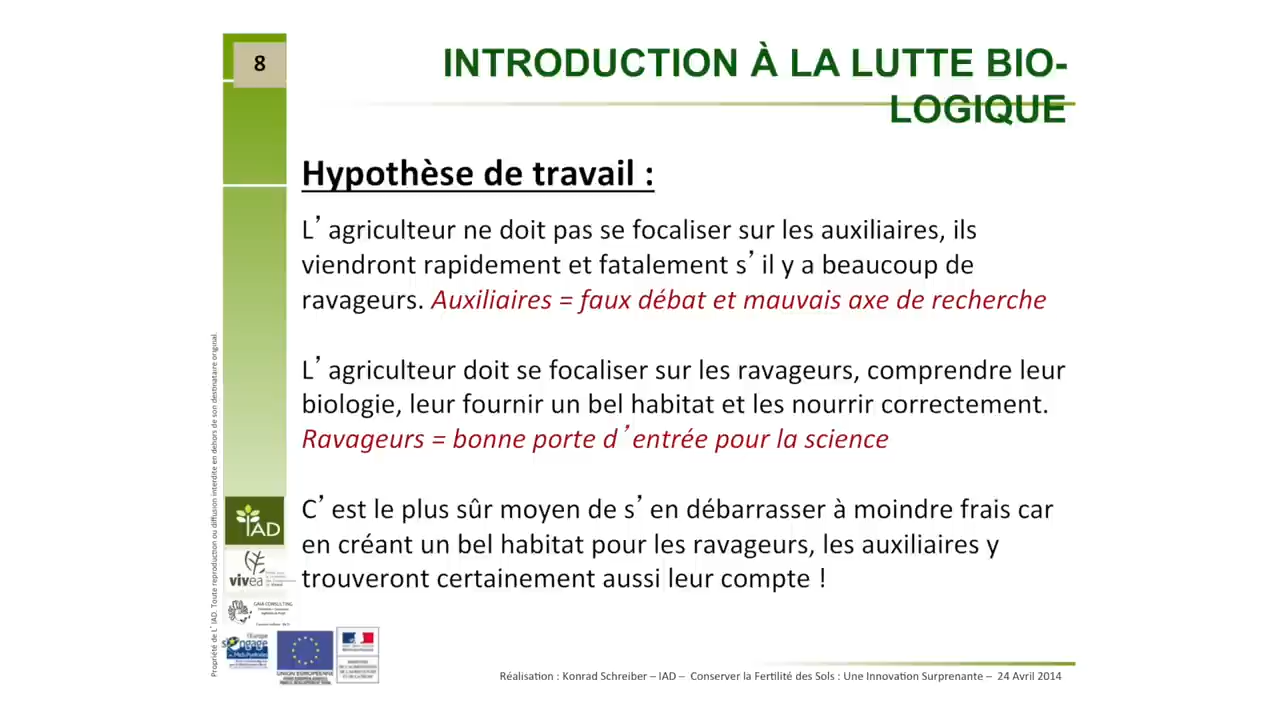 8
INTRODUCTION À LA LUTTE BIO-
LOGIQUE
Hypothèse de travail :
L’agriculteur ne doit pas se focaliser sur les auxiliaires, ils
viendront rapidement et fatalement s’il y a beaucoup de
ravageurs. Auxiliaires = faux débat et mauvais axe de recherche
L’agriculteur doit se focaliser sur les ravageurs, comprendre leur
biologie, leur fournir un bel habitat et les nourrir correctement.
Ravageurs = bonne porte d’entrée pour la science
C’est le plus sûr moyen de s’en débarrasser à moindre frais car
en créant un bel habitat pour les ravageurs, les auxiliaires y
trouveront certainement aussi leur compte !
Propriété de L’IAD. Toute reproduction ou diffusion interdite en dehors de son destinataire original.
IAD
vivea
GAIA CONSULTING
l'Europe
s'engage
UNION EUROPÉENNE
Réalisation : Konrad Schreiber – IAD – Conserver la Fertilité des Sols : Une Innovation Surprenante – 24 Avril 2014